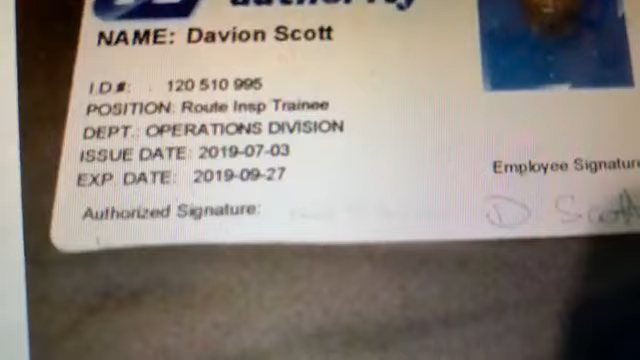 authority
NAME: Davion Scott
I.D #: 120 510 995
POSITION: Route Insp Trainee
DEPT.: OPERATIONS DIVISION
ISSUE DATE: 2019-07-03
EXP. DATE: 2019-09-27
Authorized Signature:
Employee Signature
D Scott